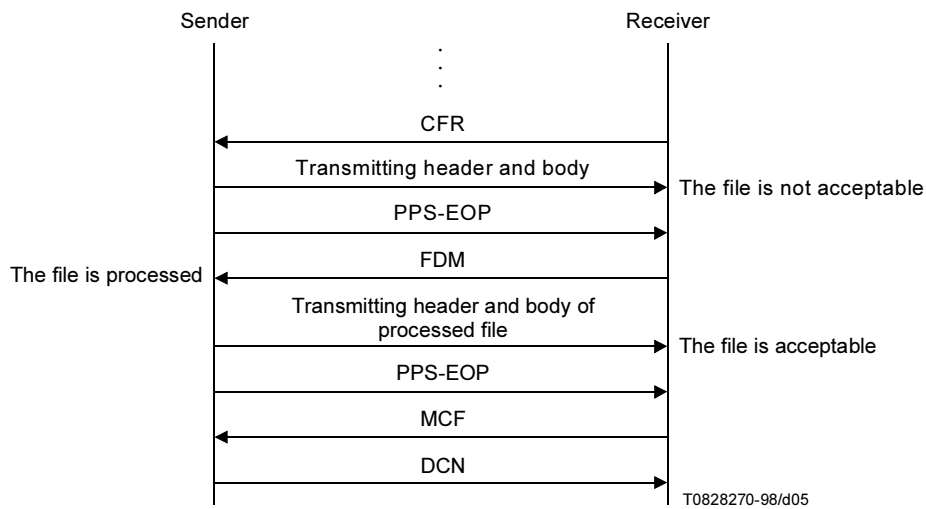 Sender
Receiver
CFR
Transmitting header and body
The file is not acceptable
PPS-EOP
FDM
The file is processed
Transmitting header and body of
processed file
The file is acceptable
PPS-EOP
MCF
DCN
T0828270-98/d05